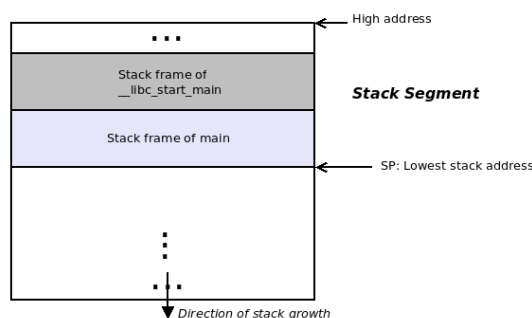 High address
...
Stack frame of
__libc_start_main
Stack Segment
Stack frame of main
SP: Lowest stack address
...
...
Direction of stack growth